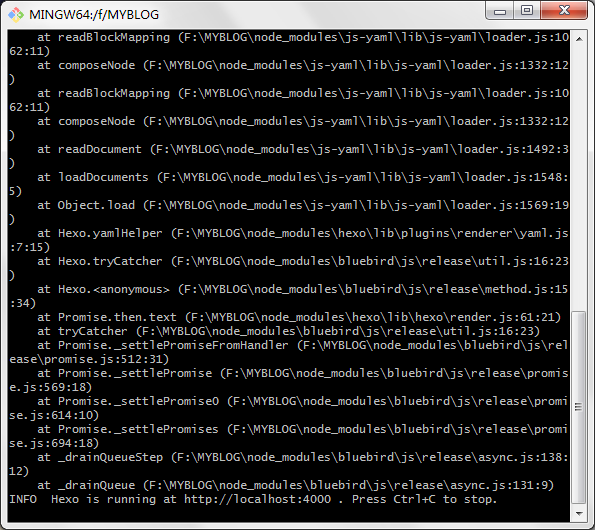 MINGW64:/f/MYBLOG
    at readBlockMapping (F:\MYBLOG\node_modules\js-yaml\lib\js-yaml\loader.js:10
62:11)
    at composeNode (F:\MYBLOG\node_modules\js-yaml\lib\js-yaml\loader.js:1332:12
)
    at readBlockMapping (F:\MYBLOG\node_modules\js-yaml\lib\js-yaml\loader.js:10
62:11)
    at composeNode (F:\MYBLOG\node_modules\js-yaml\lib\js-yaml\loader.js:1332:12
)
    at readDocument (F:\MYBLOG\node_modules\js-yaml\lib\js-yaml\loader.js:1492:3
)
    at loadDocuments (F:\MYBLOG\node_modules\js-yaml\lib\js-yaml\loader.js:1548:
5)
    at Object.load (F:\MYBLOG\node_modules\js-yaml\lib\js-yaml\loader.js:1569:19
)
    at Hexo.yamlHelper (F:\MYBLOG\node_modules\hexo\lib\plugins\renderer\yaml.js
:7:15)
    at Hexo.tryCatcher (F:\MYBLOG\node_modules\bluebird\js\release\util.js:16:23
)
    at Hexo.<anonymous> (F:\MYBLOG\node_modules\bluebird\js\release\method.js:15
:34)
    at Promise.then.text (F:\MYBLOG\node_modules\hexo\lib\hexo\render.js:61:21)
    at tryCatcher (F:\MYBLOG\node_modules\bluebird\js\release\util.js:16:23)
    at Promise._settlePromiseFromHandler (F:\MYBLOG\node_modules\bluebird\js\rel
ease\promise.js:512:31)
    at Promise._settlePromise (F:\MYBLOG\node_modules\bluebird\js\release\promis
e.js:569:18)
    at Promise._settlePromise0 (F:\MYBLOG\node_modules\bluebird\js\release\promi
se.js:614:10)
    at Promise._settlePromises (F:\MYBLOG\node_modules\bluebird\js\release\promi
se.js:694:18)
    at _drainQueueStep (F:\MYBLOG\node_modules\bluebird\js\release\async.js:138:
12)
    at _drainQueue (F:\MYBLOG\node_modules\bluebird\js\release\async.js:131:9)
INFO  Hexo is running at http://localhost:4000 . Press Ctrl+C to stop.